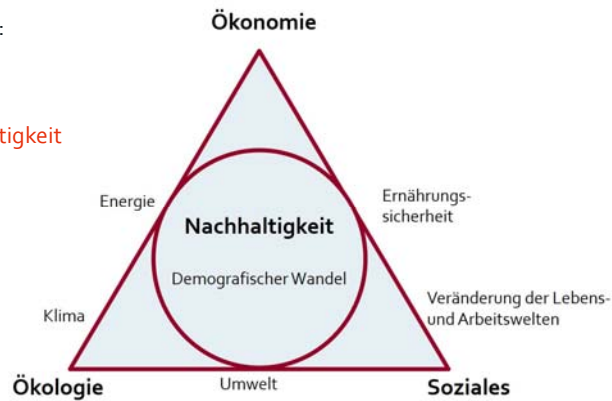 Ökonomie
:
tigkeit
Energie
Ernährungs-
sicherheit
Nachhaltigkeit
Demografischer Wandel
Klima
Veränderung der Lebens-
und Arbeitswelten
Ökologie
Umwelt
Soziales